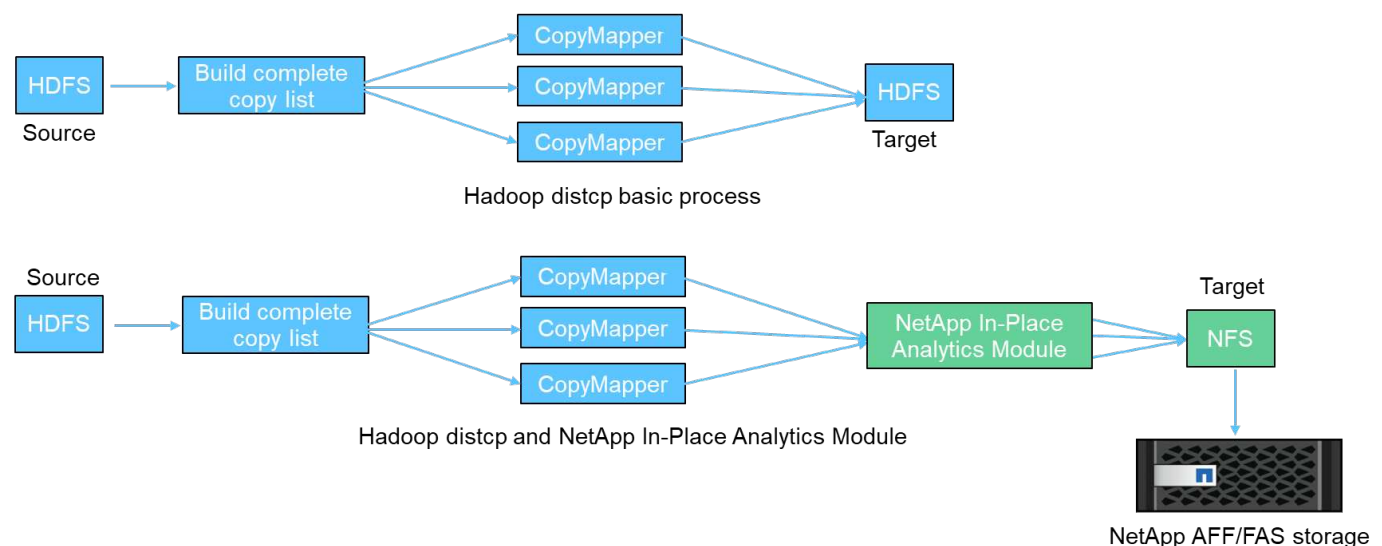 CopyMapper
HDFS
Build complete
copy list
CopyMapper
HDFS
Source
CopyMapper
Target
Hadoop distcp basic process
Source
CopyMapper
Target
HDFS
Build complete
copy list
CopyMapper
NetApp In-Place
Analytics Module
NFS
CopyMapper
Hadoop distcp and NetApp In-Place Analytics Module
NetApp AFF/FAS storage